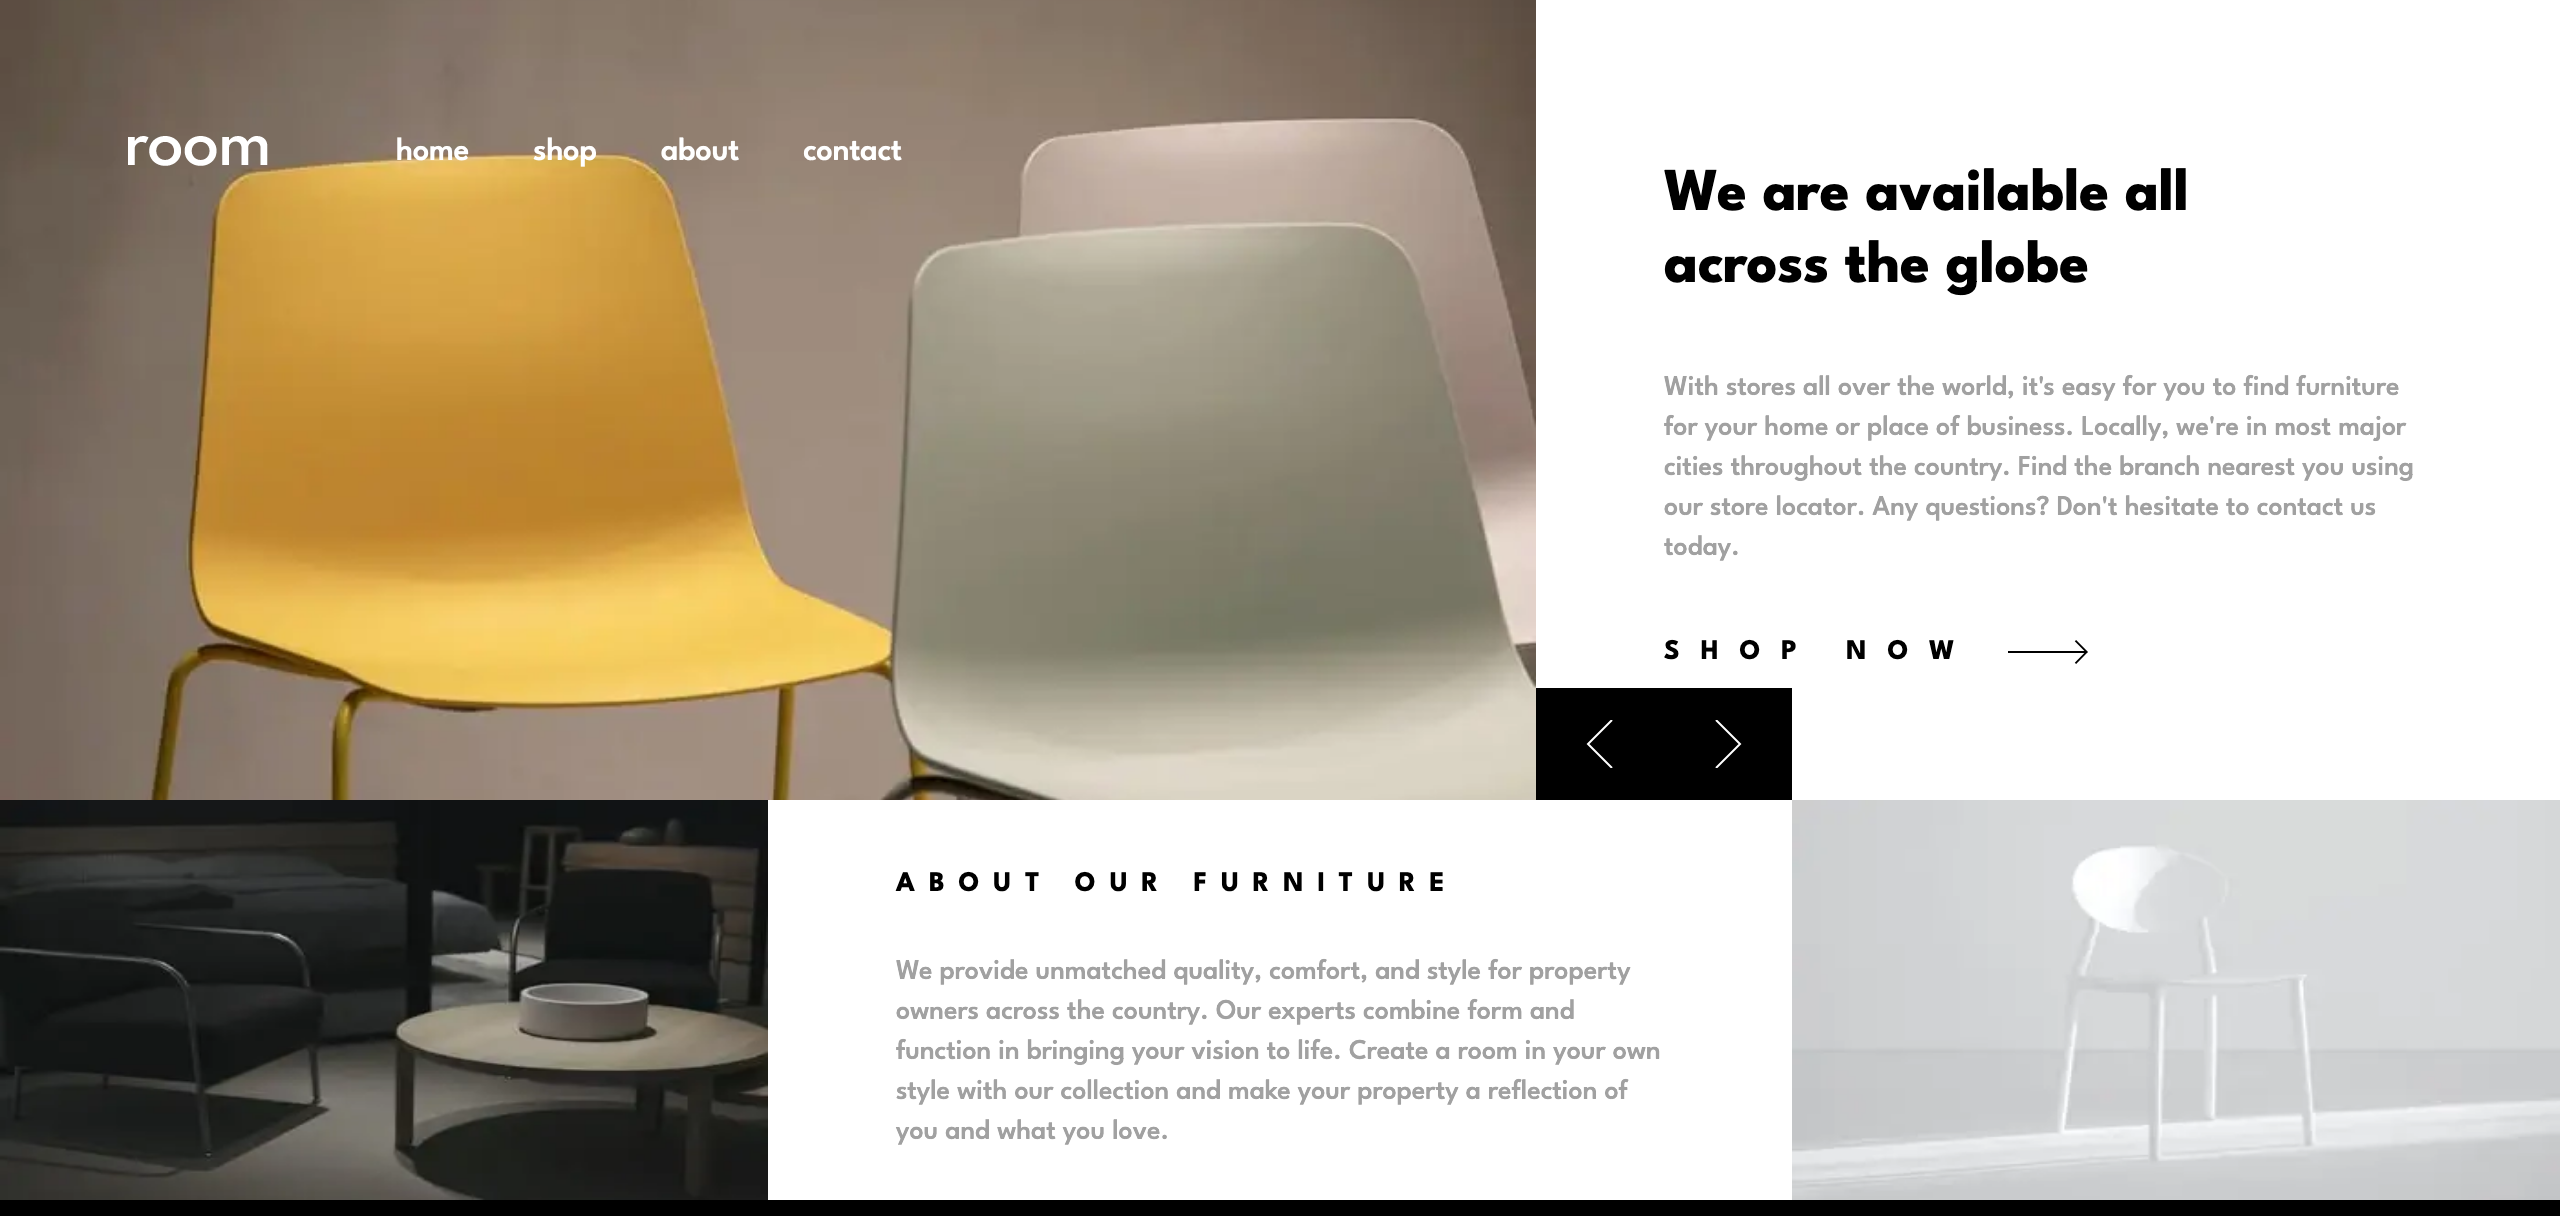 room
home shop about contact
We are available all
across the globe
With stores all over the world, it's easy for you to find furniture
for your home or place of business. Locally, we're in most major
cities throughout the country. Find the branch nearest you using
our store locator. Any questions? Don't hesitate to contact us
today.
SHOP NOW
ABOUT OUR FURNITURE
We provide unmatched quality, comfort, and style for property
owners across the country. Our experts combine form and
function in bringing your vision to life. Create a room in your own
style with our collection and make your property a reflection of
you and what you love.